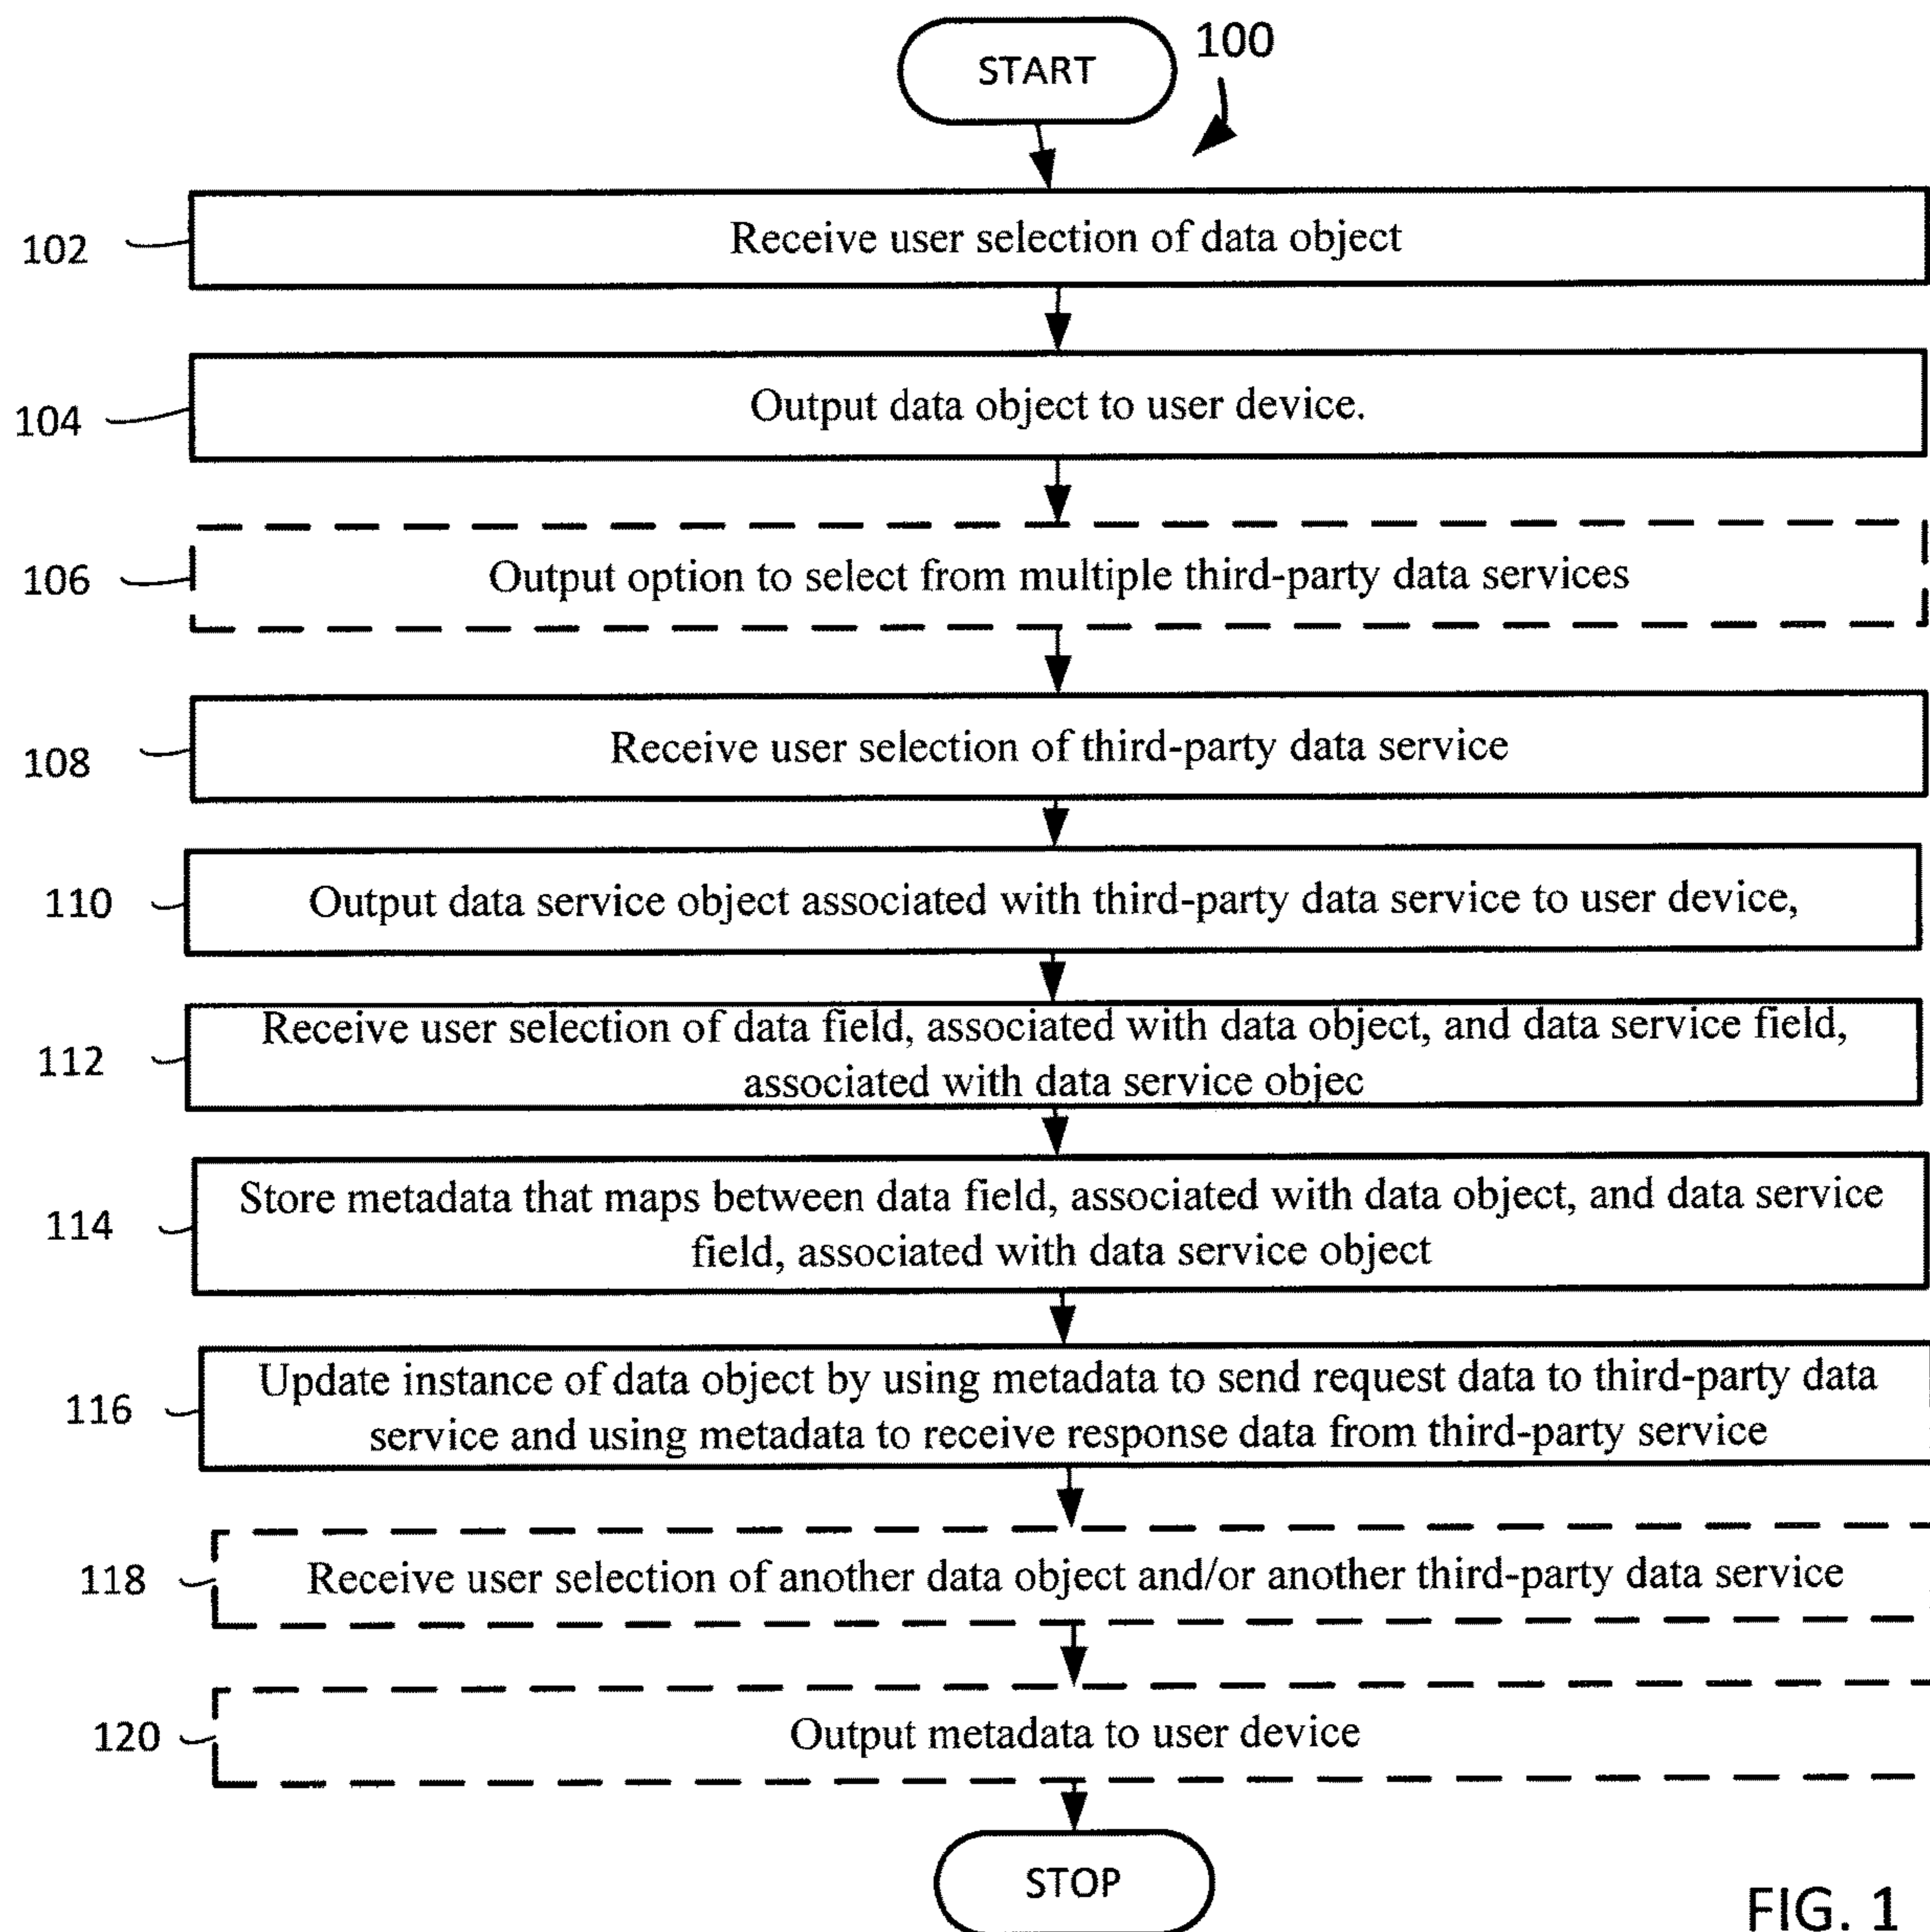 START
100
102
Receive user selection of data object
104
Output data object to user device.
106
Output option to select from multiple third-party data services
108
Receive user selection of third-party data service
110
Output data service object associated with third-party data service to user device,
112
Receive user selection of data field, associated with data object, and data service field,
associated with data service objec
114
Store metadata that maps between data field, associated with data object, and data service
field, associated with data service object
116
Update instance of data object by using metadata to send request data to third-party data
service and using metadata to receive response data from third-party service
118
Receive user selection of another data object and/or another third-party data service
120
Output metadata to user device
STOP
FIG. 1